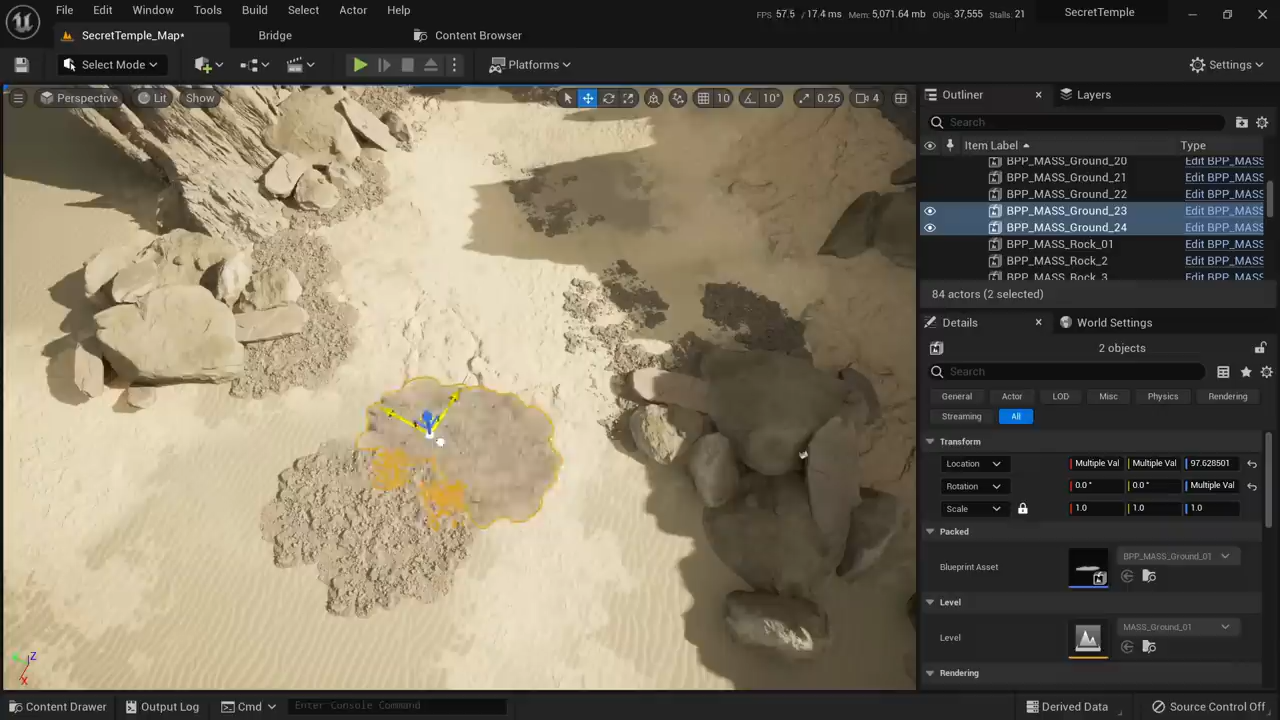 File Edit Window Tools Build Select Actor Help
FPS 57.5 / 17.4 ms Mem: 5,071.64 mb Objs: 37,555 Stalls: 21
SecretTemple
SecretTemple_Map* Bridge Content Browser
Select Mode Platforms Settings
Perspective Lit Show 10 10° 0.25 4
Outliner Layers
Search
Item Label Type
BPP_MASS_Ground_20 Edit BPP_MASS
BPP_MASS_Ground_21 Edit BPP_MASS
BPP_MASS_Ground_22 Edit BPP_MASS
BPP_MASS_Ground_23 Edit BPP_MASS
BPP_MASS_Ground_24 Edit BPP_MASS
BPP_MASS_Rock_01 Edit BPP_MASS
BPP_MASS_Rock_2 Edit BPP_MASS
BPP_MASS_Rock_3 Edit BPP_MASS
84 actors (2 selected)
Details World Settings
2 objects
Search
General Actor LOD Misc Physics Rendering
Streaming All
Transform
Location Multiple Val Multiple Val 97.628501
Rotation 0.0 ° 0.0 ° Multiple Val
Scale 1.0 1.0 1.0
Packed
Blueprint Asset BPP_MASS_Ground_01
Level
Level MASS_Ground_01
Rendering
Z
X
Content Drawer Output Log Cmd Enter Console Command Derived Data Source Control Off